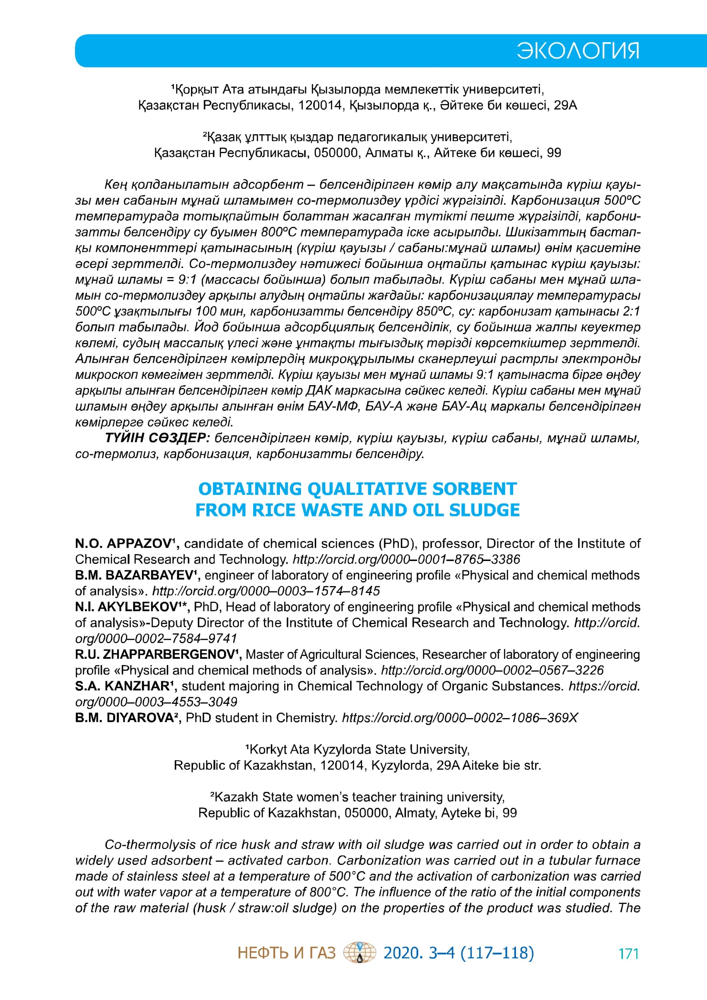 ЭКОЛОГИЯ
¹Қорқыт Ата атындағы Қызылорда мемлекеттік университеті,
Қазақстан Республикасы, 120014, Қызылорда қ., Әйтеке би көшесі, 29А
²Қазақ ұлттық қыздар педагогикалық университеті,
Қазақстан Республикасы, 050000, Алматы қ., Айтеке би көшесі, 99
Кең қолданылатын адсорбент – белсендірілген көмір алу мақсатында күріш қауы-
зы мен сабанын мұнай шламымен со-термолиздеу үрдісі жүргізілді. Карбонизация 500ºС
температурада тотықпайтын болаттан жасалған түтікті пеште жүргізілді, карбони-
затты белсендіру су буымен 800ºС температурада іске асырылды. Шикізаттың бастап-
қы компоненттері қатынасының (күріш қауызы / сабаны:мұнай шламы) өнім қасиетіне
әсері зерттелді. Со-термолиздеу нәтижесі бойынша оңтайлы қатынас күріш қауызы:
мұнай шламы = 9:1 (массасы бойынша) болып табылады. Күріш сабаны мен мұнай шла-
мын со-термолиздеу арқылы алудың оңтайлы жағдайы: карбонизациялау температурасы
500ºС ұзақтылығы 100 мин, карбонизатты белсендіру 850ºС, су: карбонизат қатынасы 2:1
болып табылады. Йод бойынша адсорбциялық белсенділік, су бойынша жалпы кеуектер
көлемі, судың массалық үлесі және ұнтақты тығыздық тәрізді көрсеткіштер зерттелді.
Алынған белсендірілген көмірлердің микроқұрылымы сканерлеуші растрлы электронды
микроскоп көмегімен зерттелді. Күріш қауызы мен мұнай шламы 9:1 қатынаста бірге өңдеу
арқылы алынған белсендірілген көмір ДАК маркасына сәйкес келеді. Күріш сабаны мен мұнай
шламын өңдеу арқылы алынған өнім БАУ-МФ, БАУ-А және БАУ-Ац маркалы белсендірілген
көмірлерге сәйкес келеді.
ТҮЙІН СӨЗДЕР: белсендірілген көмір, күріш қауызы, күріш сабаны, мұнай шламы,
со-термолиз, карбонизация, карбонизатты белсендіру.
OBTAINING QUALITATIVE SORBENT
FROM RICE WASTE AND OIL SLUDGE
N.O. APPAZOV¹, candidate of chemical sciences (PhD), professor, Director of the Institute of
Chemical Research and Technology. http://orcid.org/0000–0001–8765–3386
B.M. BAZARBAYEV¹, engineer of laboratory of engineering profile «Physical and chemical methods
of analysis». http://orcid.org/0000–0003–1574–8145
N.I. AKYLBEKOV¹*, PhD, Head of laboratory of engineering profile «Physical and chemical methods
of analysis»-Deputy Director of the Institute of Chemical Research and Technology. http://orcid.
org/0000–0002–7584–9741
R.U. ZHAPPARBERGENOV¹, Master of Agricultural Sciences, Researcher of laboratory of engineering
profile «Physical and chemical methods of analysis». http://orcid.org/0000–0002–0567–3226
S.A. KANZHAR¹, student majoring in Chemical Technology of Organic Substances. https://orcid.
org/0000–0003–4553–3049
B.M. DIYAROVA², PhD student in Chemistry. https://orcid.org/0000–0002–1086–369X
¹Korkyt Ata Kyzylorda State University,
Republic of Kazakhstan, 120014, Kyzylorda, 29A Aiteke bie str.
²Kazakh State women’s teacher training university,
Republic of Kazakhstan, 050000, Almaty, Ayteke bi, 99
Co-thermolysis of rice husk and straw with oil sludge was carried out in order to obtain a
widely used adsorbent – activated carbon. Carbonization was carried out in a tubular furnace
made of stainless steel at a temperature of 500°C and the activation of carbonization was carried
out with water vapor at a temperature of 800°C. The influence of the ratio of the initial components
of the raw material (husk / straw:oil sludge) on the properties of the product was studied. The
НЕФТЬ И ГАЗ 2020. 3–4 (117–118) 171